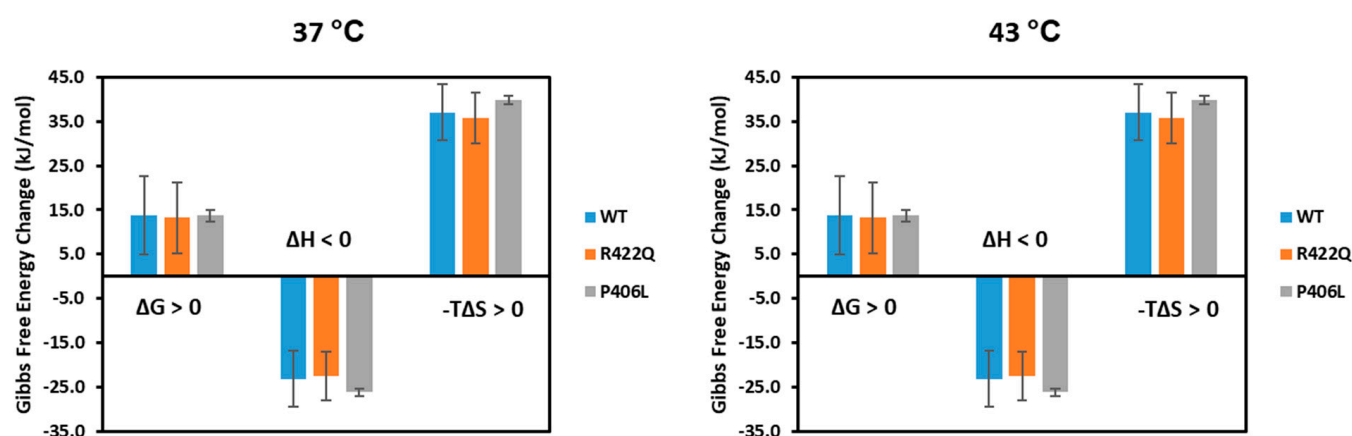 37 °C
Gibbs Free Energy Change (kJ/mol)
45.0
35.0
25.0
15.0
5.0
-5.0
-15.0
-25.0
-35.0
ΔG > 0
ΔH < 0
-TΔS > 0
WT
R422Q
P406L
43 °C
Gibbs Free Energy Change (kJ/mol)
45.0
35.0
25.0
15.0
5.0
-5.0
-15.0
-25.0
-35.0
ΔG > 0
ΔH < 0
-TΔS > 0
WT
R422Q
P406L